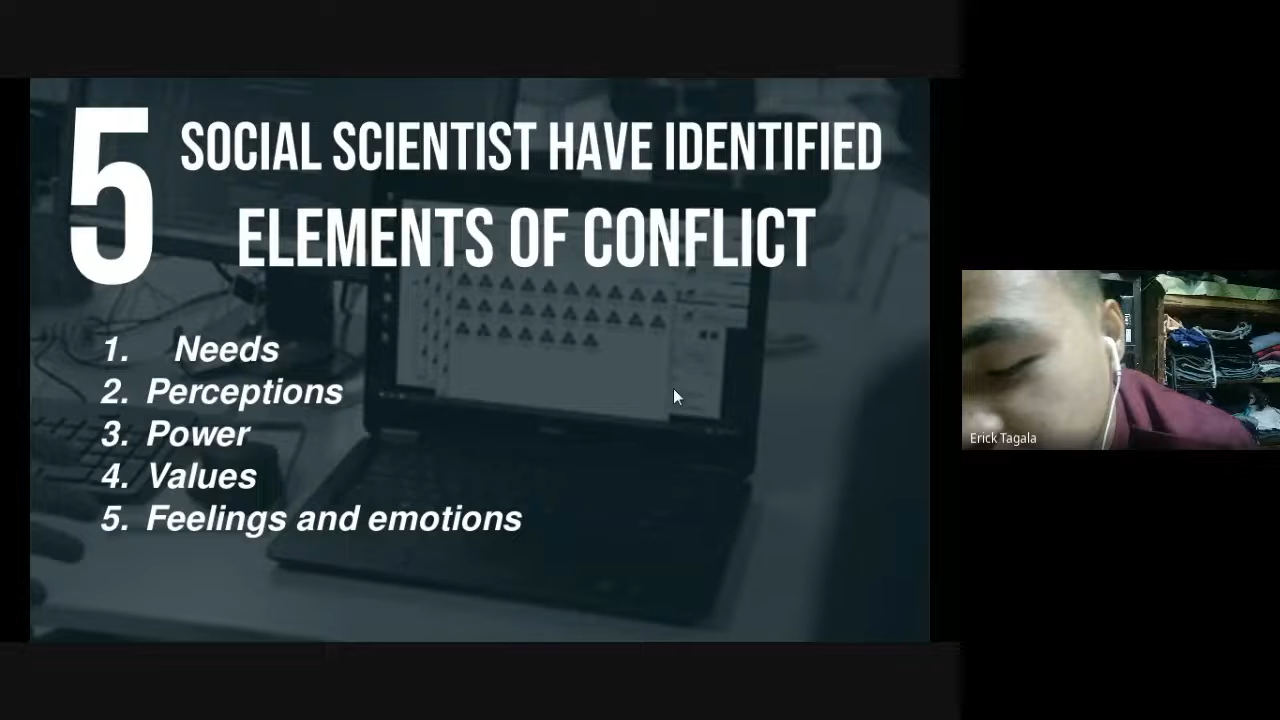 5
SOCIAL SCIENTIST HAVE IDENTIFIED
ELEMENTS OF CONFLICT
1. Needs
2. Perceptions
3. Power
4. Values
5. Feelings and emotions
Erick Tagala